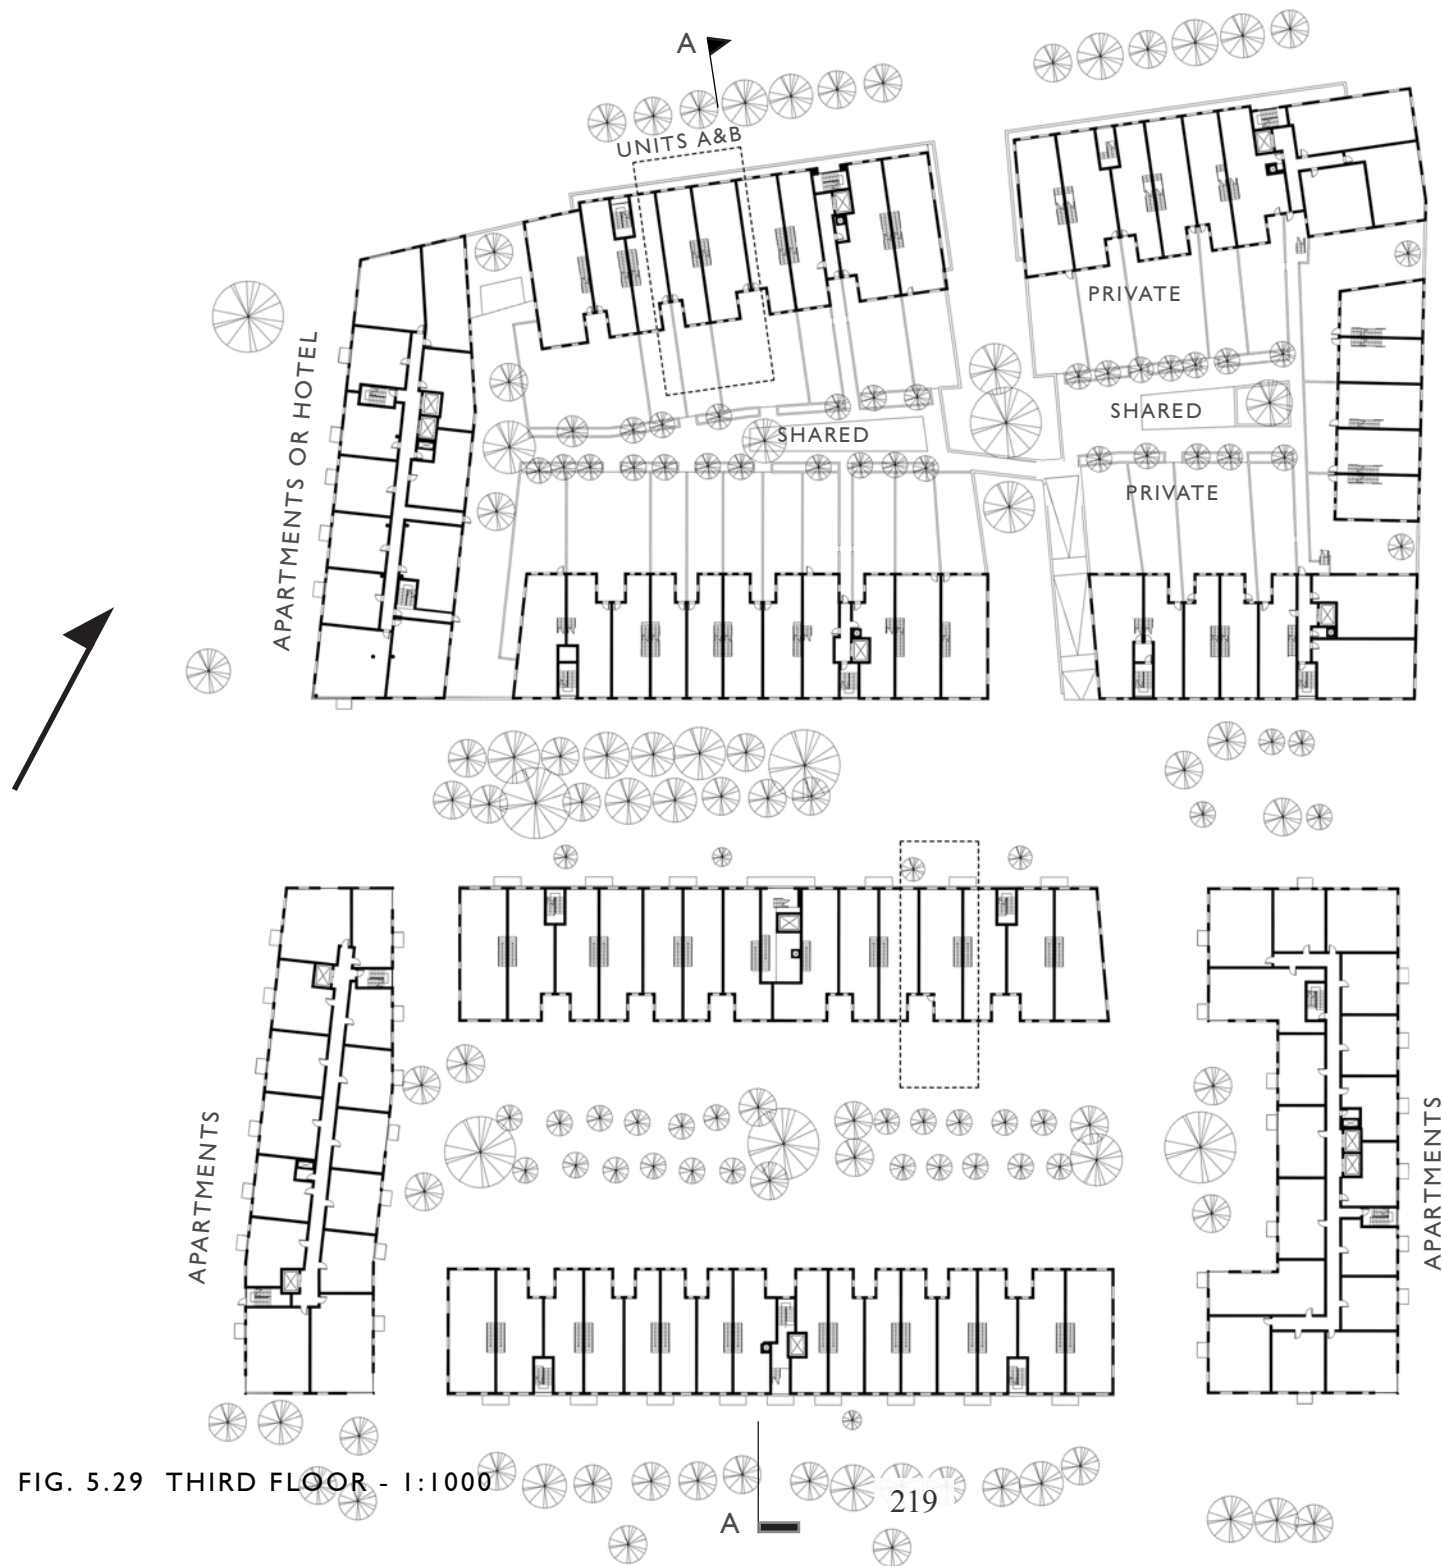 A
UNITS A&B
PRIVATE
APARTMENTS OR HOTEL
SHARED
SHARED
PRIVATE
APARTMENTS
APARTMENTS
FIG. 5.29 THIRD FLOOR - 1:1000
219
A